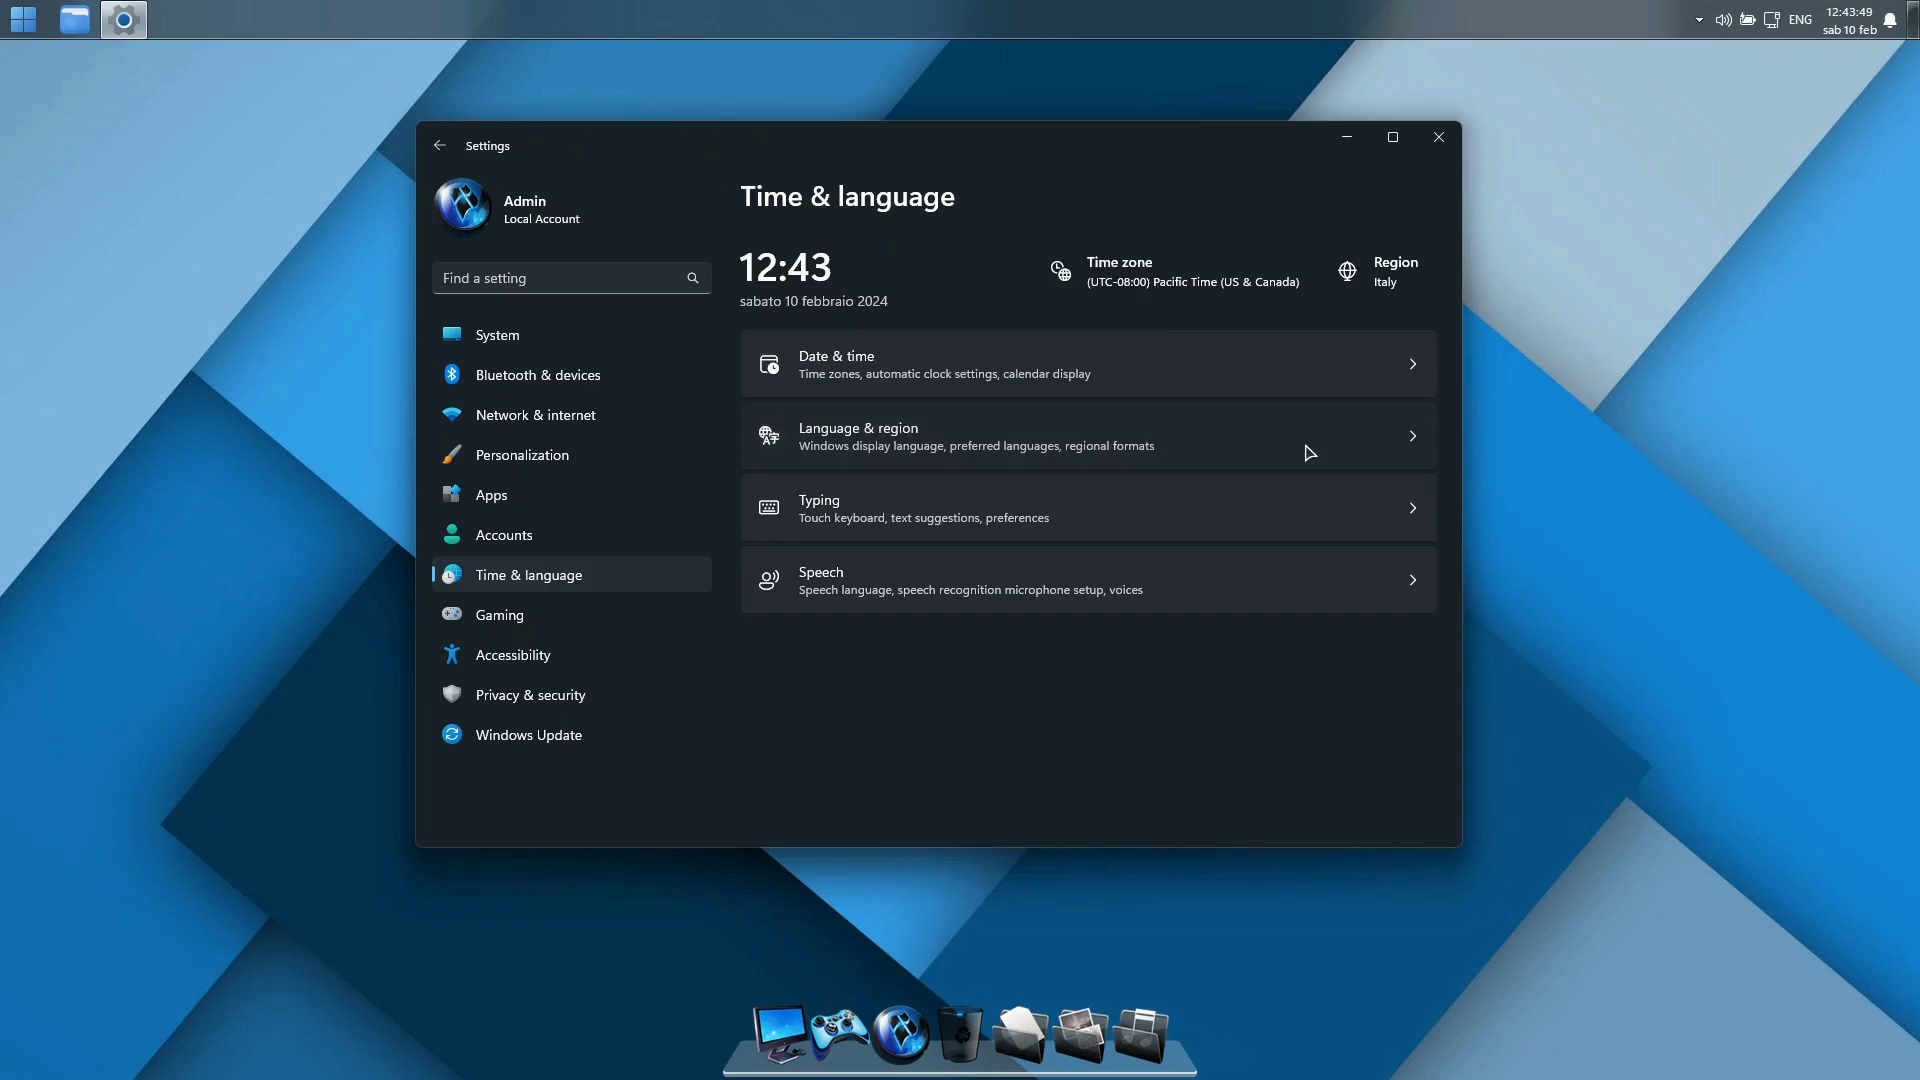 ENG
12:43:49
sab 10 feb
Settings
Admin
Local Account
Find a setting
System
Bluetooth & devices
Network & internet
Personalization
Apps
Accounts
Time & language
Gaming
Accessibility
Privacy & security
Windows Update
Time & language
12:43
sabato 10 febbraio 2024
Time zone
(UTC-08:00) Pacific Time (US & Canada)
Region
Italy
Date & time
Time zones, automatic clock settings, calendar display
Language & region
Windows display language, preferred languages, regional formats
Typing
Touch keyboard, text suggestions, preferences
Speech
Speech language, speech recognition microphone setup, voices